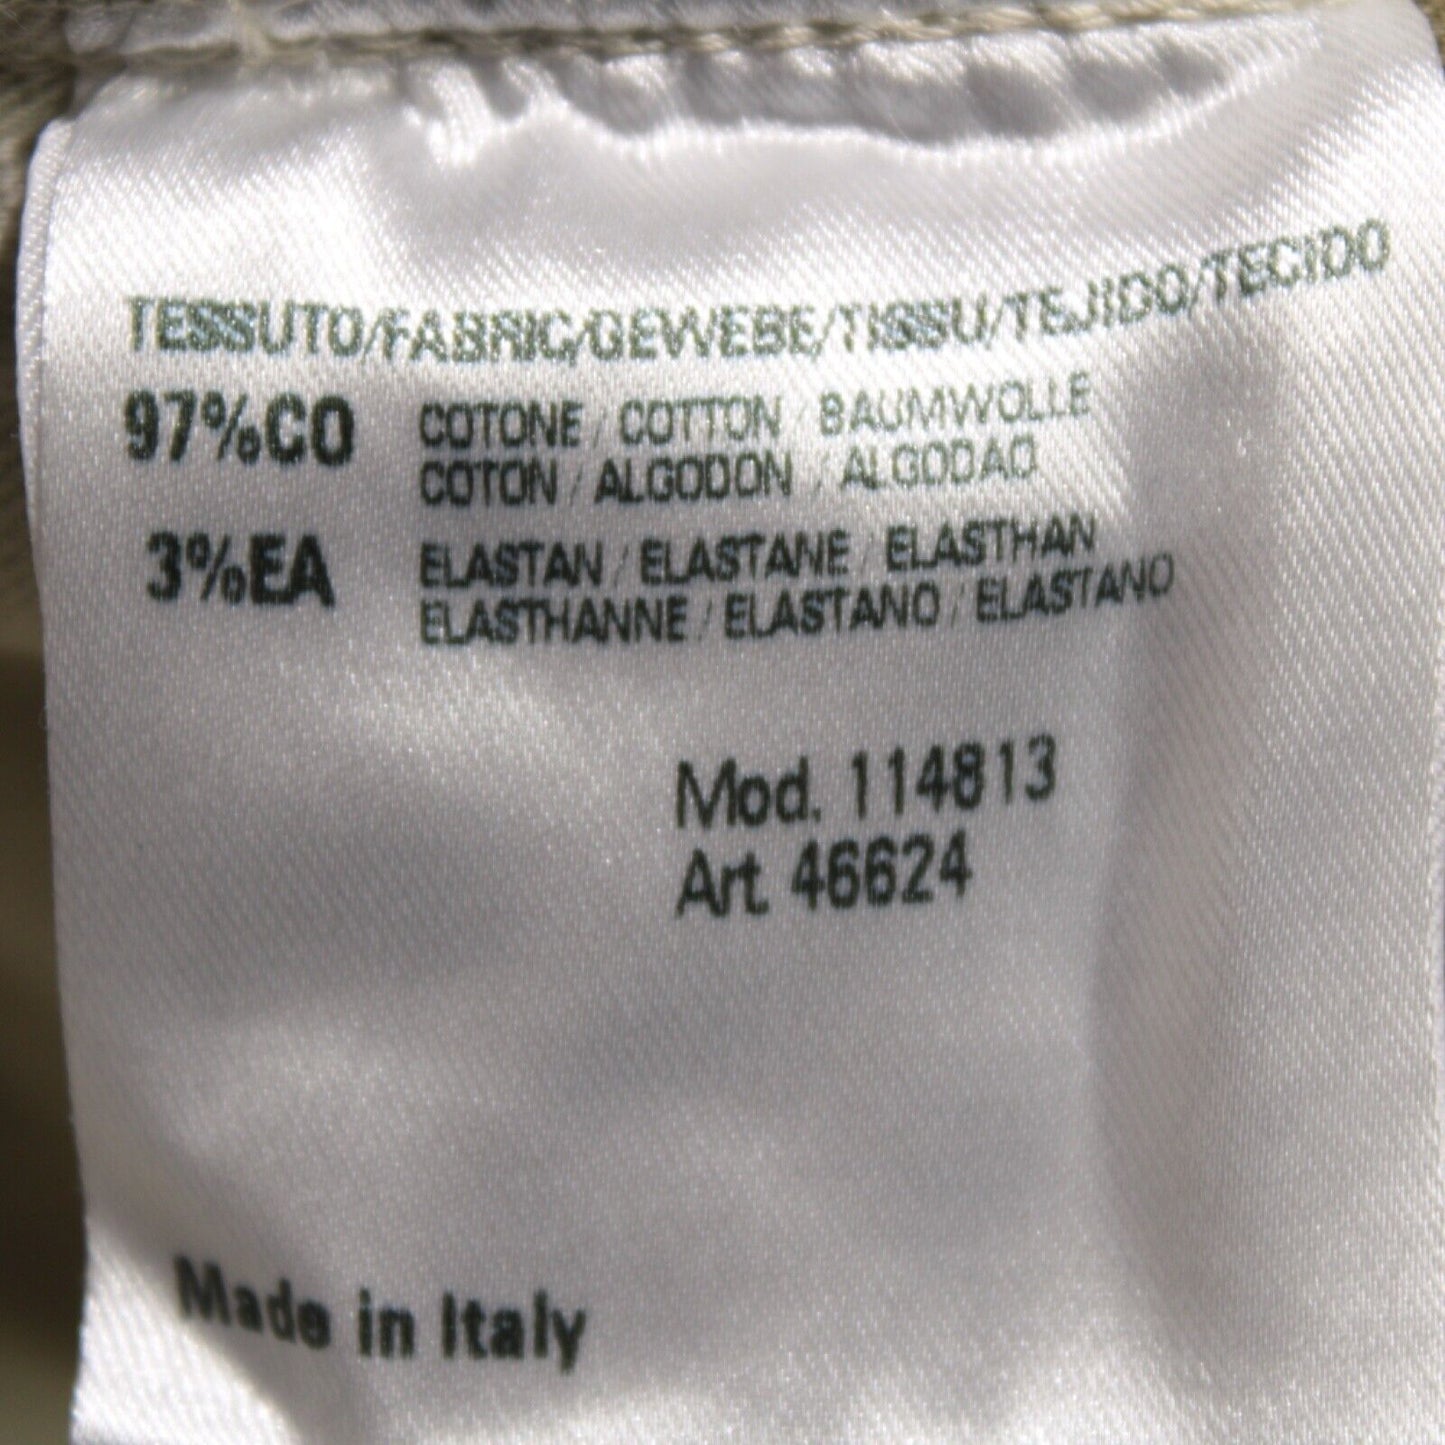 TESSUTO/FABRIC/GEWEBE/TISSU/TEJIDO/TECIDO
97%CO COTONE / COTTON / BAUMWOLLE
COTON / ALGODON / ALGODAO
3%EA ELASTAN / ELASTANE / ELASTHAN
ELASTHANNE / ELASTANO / ELASTANO
Mod. 114813
Art. 46624
Made in Italy